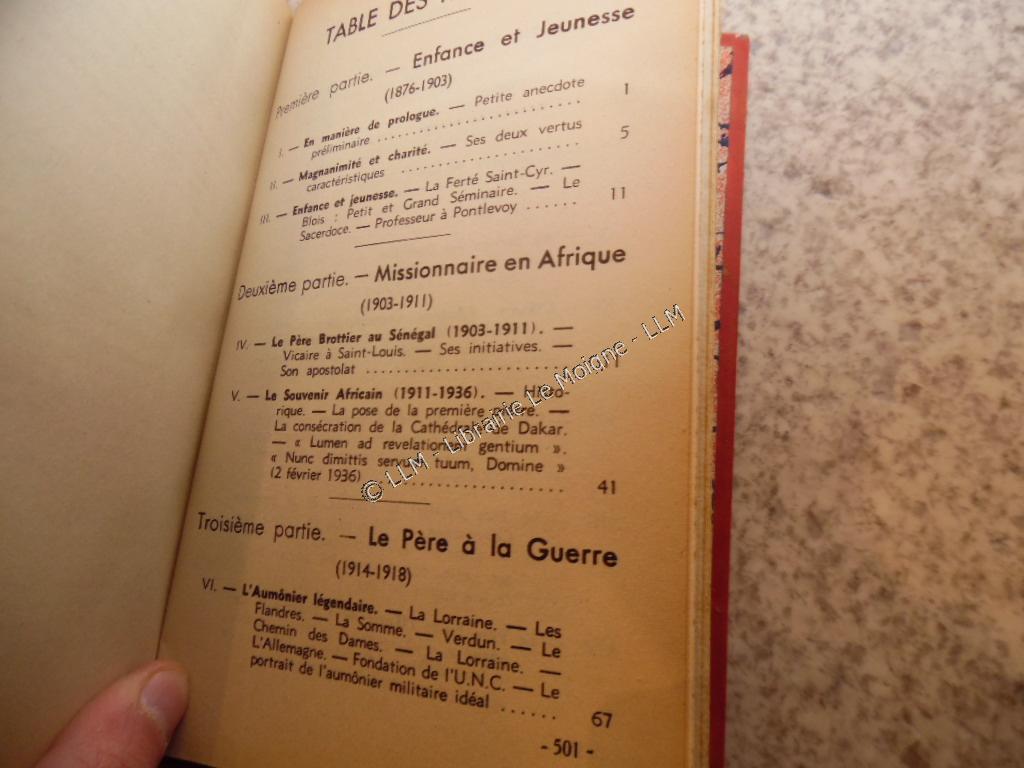 TABLE DES
Première partie. — Enfance et Jeunesse
(1876-1903)
I. — En manière de prologue. — Petite anecdote
préliminaire . . . . . . . . . . . . . . . . . . . . . . . . . 1
II. — Magnanimité et charité. — Ses deux vertus
caractéristiques . . . . . . . . . . . . . . . . . . . . . . 5
III. — Enfance et jeunesse. — La Ferté Saint-Cyr. —
Blois : Petit et Grand Séminaire. — Le
Sacerdoce. — Professeur à Pontlevoy . . . . . . 11
Deuxième partie. — Missionnaire en Afrique
(1903-1911)
IV. — Le Père Brottier au Sénégal (1903-1911). —
Vicaire à Saint-Louis. — Ses initiatives. —
Son apostolat . . . . . . . . . . . . . . . . . . . . . . . .
V. — Le Souvenir Africain (1911-1936). — Histo-
rique. — La pose de la première pierre. —
La consécration de la Cathédrale de Dakar.
— « Lumen ad revelationem gentium ».
« Nunc dimittis servum tuum, Domine »
(2 février 1936) . . . . . . . . . . . . . . . . . . . . . 41
Troisième partie. — Le Père à la Guerre
(1914-1918)
VI. — L'Aumônier légendaire. — La Lorraine. — Les
Flandres. — La Somme. — Verdun. — Le
Chemin des Dames. — La Lorraine. —
L'Allemagne. — Fondation de l'U.N.C. — Le
portrait de l'aumônier militaire idéal . . . . . . 67
- 501 -
© LLM - Librairie Le Moigne - LLM